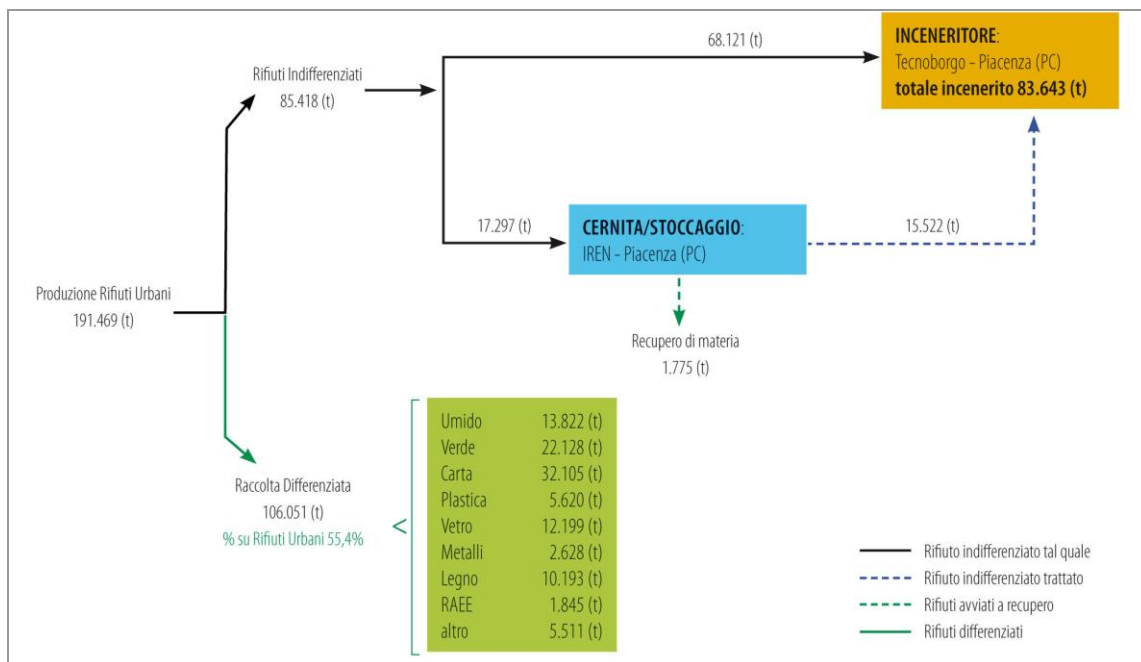 68.121 (t)
INCENERITORE:
Tecnoborgo - Piacenza (PC)
totale incenerito 83.643 (t)
Rifiuti Indifferenziati
85.418 (t)
17.297 (t)
CERNITA/STOCCAGGIO:
IREN - Piacenza (PC)
15.522 (t)
Produzione Rifiuti Urbani
191.469 (t)
Recupero di materia
1.775 (t)
Raccolta Differenziata
106.051 (t)
% su Rifiuti Urbani 55,4%
<
Umido 13.822 (t)
Verde 22.128 (t)
Carta 32.105 (t)
Plastica 5.620 (t)
Vetro 12.199 (t)
Metalli 2.628 (t)
Legno 10.193 (t)
RAEE 1.845 (t)
altro 5.511 (t)
Rifiuto indifferenziato tal quale
Rifiuto indifferenziato trattato
Rifiuti avviati a recupero
Rifiuti differenziati